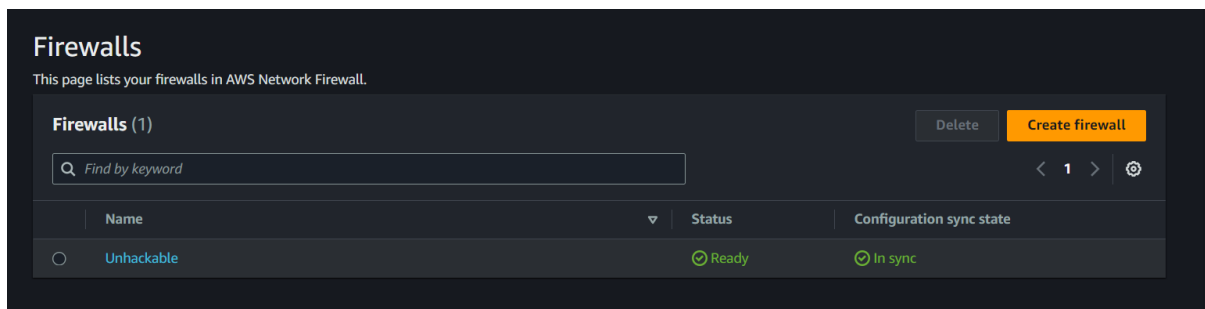 Firewalls
This page lists your firewalls in AWS Network Firewall.
Firewalls (1)
Delete
Create firewall
Find by keyword
1
Name
Status
Configuration sync state
Unhackable
Ready
In sync